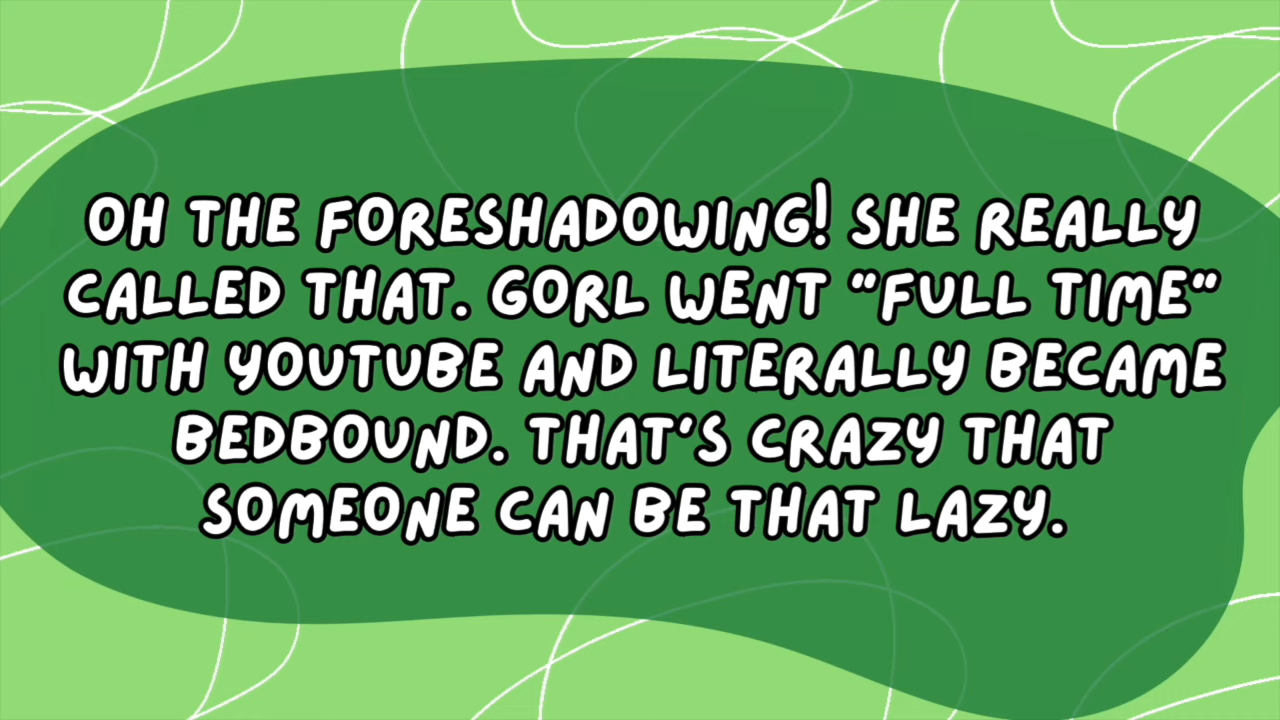 OH THE FORESHADOWING! SHE REALLY
CALLED THAT. GORL WENT "FULL TIME"
WITH YOUTUBE AND LITERALLY BECAME
BEDBOUND. THAT'S CRAZY THAT
SOMEONE CAN BE THAT LAZY.